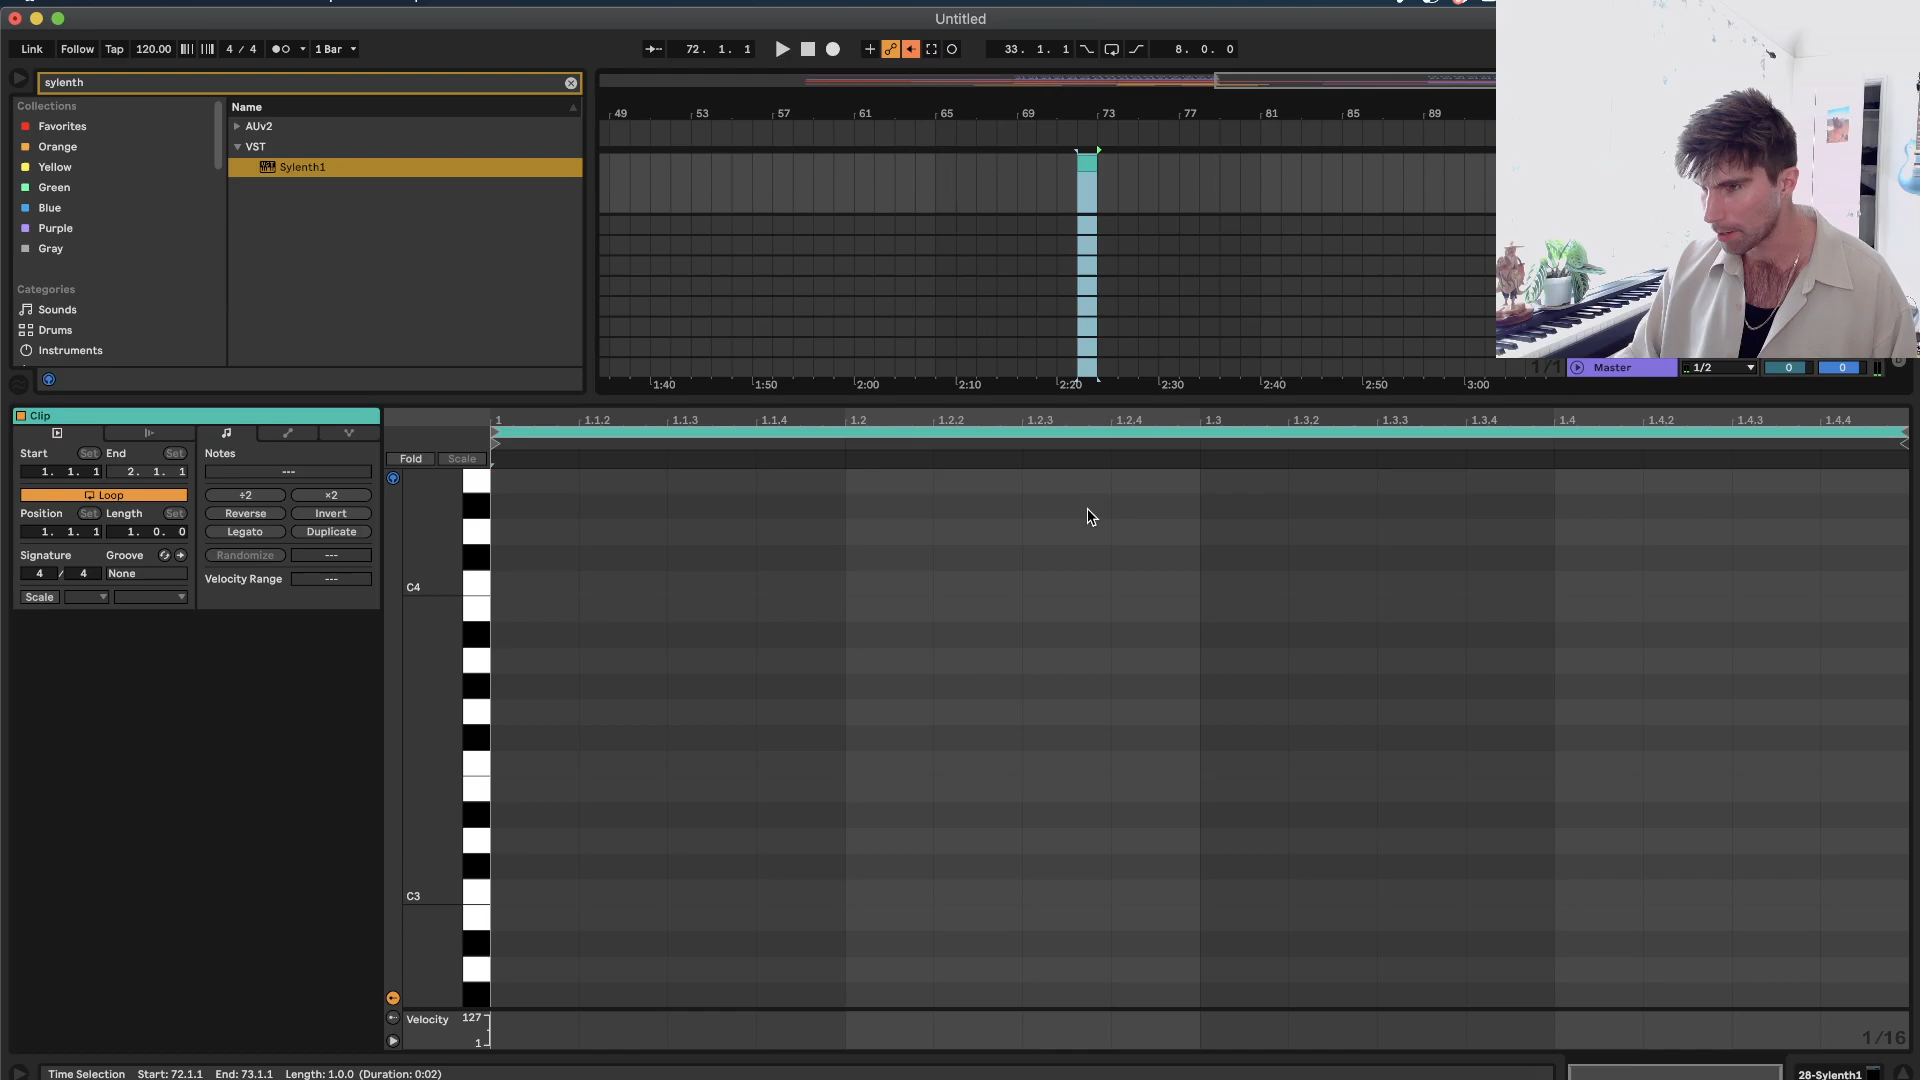 Untitled
Link Follow Tap 120.00 4 / 4 1 Bar 72. 1. 1 33. 1. 1 8. 0. 0
sylenth
Collections
Favorites
Orange
Yellow
Green
Blue
Purple
Gray
Categories
Sounds
Drums
Instruments
Name
AUv2
VST
Sylenth1
49 53 57 61 65 69 73 77 81 85 89
1:40 1:50 2:00 2:10 2:20 2:30 2:40 2:50 3:00
1/1 Master 1/2 0 0
Clip
Start Set End Set
1. 1. 1 2. 1. 1
Loop
Position Set Length Set
1. 1. 1 1. 0. 0
Signature Groove
4 / 4 None
Scale
Notes
---
÷2 ×2
Reverse Invert
Legato Duplicate
Randomize ---
Velocity Range ---
1 1.1.2 1.1.3 1.1.4 1.2 1.2.2 1.2.3 1.2.4 1.3 1.3.2 1.3.3 1.3.4 1.4 1.4.2 1.4.3 1.4.4
Fold Scale
C4
C3
Velocity 127
1
1/16
Time Selection Start: 72.1.1 End: 73.1.1 Length: 1.0.0 (Duration: 0:02)
28-Sylenth1